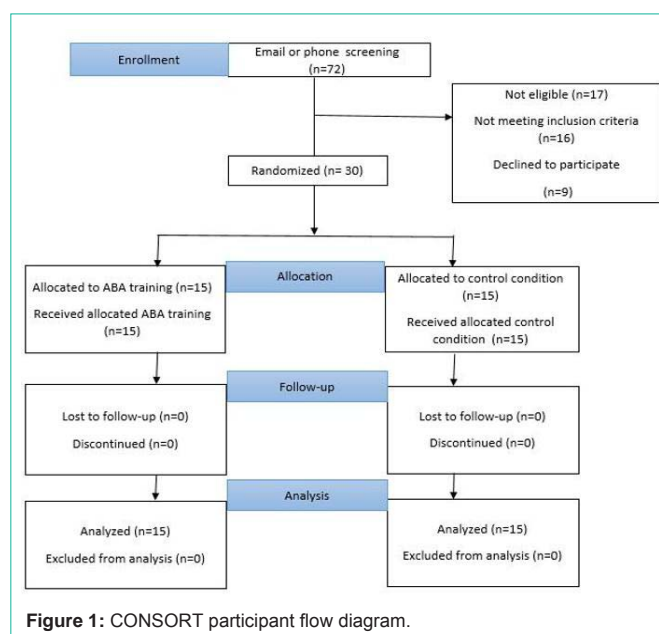 Enrollment
Email or phone screening
(n=72)
Not eligible (n=17)
Not meeting inclusion criteria
(n=16)
Declined to participate
(n=9)
Randomized (n= 30)
Allocation
Allocated to ABA training (n=15)
Received allocated ABA training
(n=15)
Allocated to control condition
(n=15)
Received allocated control
condition (n=15)
Follow-up
Lost to follow-up (n=0)
Discontinued (n=0)
Lost to follow-up (n=0)
Discontinued (n=0)
Analysis
Analyzed (n=15)
Excluded from analysis (n=0)
Analyzed (n=15)
Excluded from analysis (n=0)
Figure 1: CONSORT participant flow diagram.